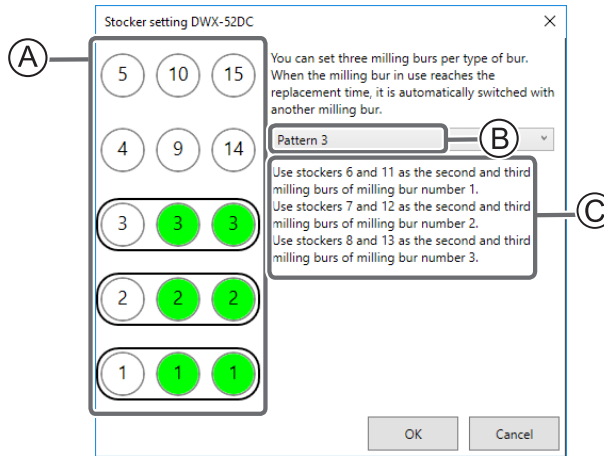 Stocker setting DWX-52DC
A
5 10 15
4 9 14
3 3 3
2 2 2
1 1 1
You can set three milling burs per type of bur.
When the milling bur in use reaches the
replacement time, it is automatically switched with
another milling bur.
Pattern 3
B
Use stockers 6 and 11 as the second and third
milling burs of milling bur number 1.
Use stockers 7 and 12 as the second and third
milling burs of milling bur number 2.
Use stockers 8 and 13 as the second and third
milling burs of milling bur number 3.
C
OK Cancel